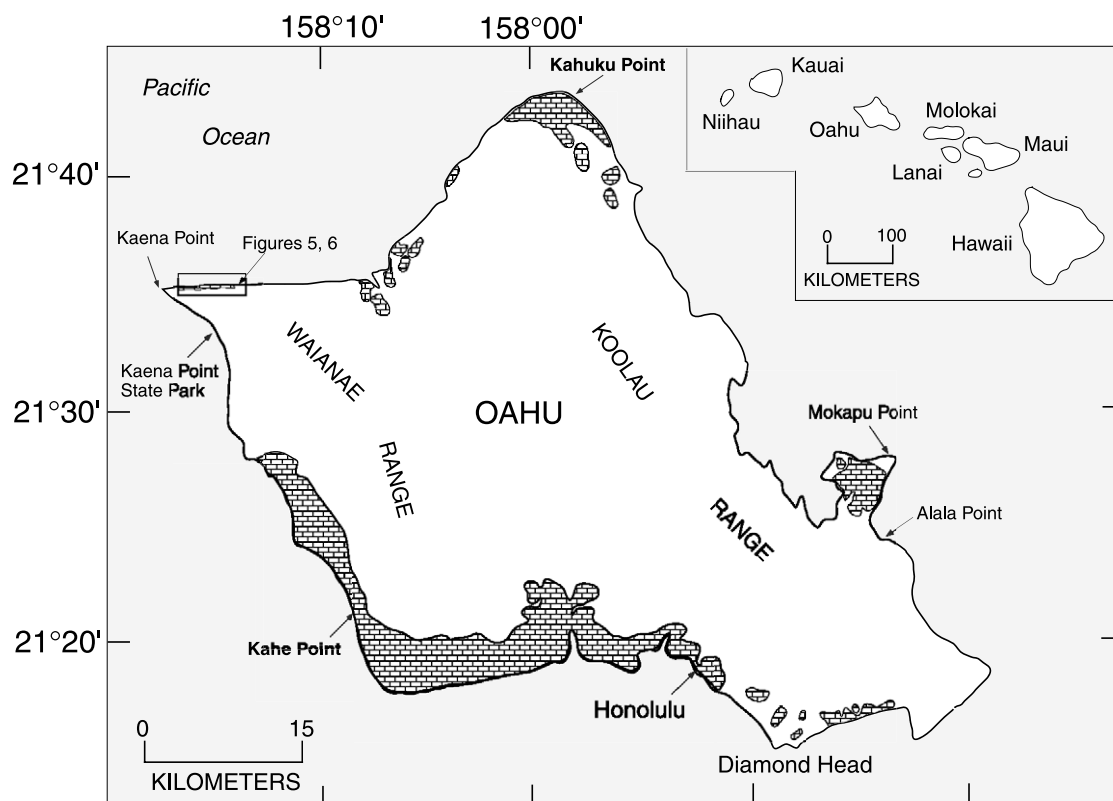 158°10'
158°00'
Pacific
Ocean
Kahuku Point
Kauai
Niihau
Oahu
Molokai
Maui
Lanai
Hawaii
0
100
KILOMETERS
21°40'
Kaena Point
Figures 5, 6
Kaena Point
State Park
WAIANAE
RANGE
KOOLAU
RANGE
OAHU
21°30'
Mokapu Point
Alala Point
21°20'
Kahe Point
Honolulu
Diamond Head
0
15
KILOMETERS